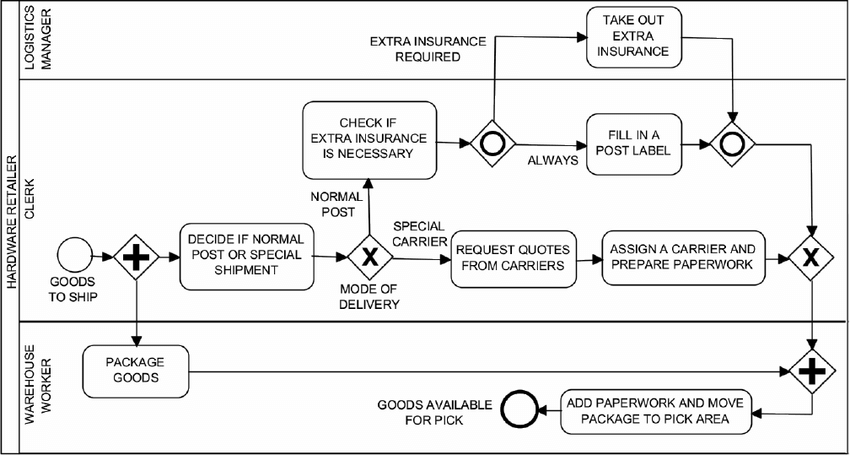 HARDWARE RETAILER
LOGISTICS
MANAGER
EXTRA INSURANCE
REQUIRED
TAKE OUT
EXTRA
INSURANCE
CLERK
CHECK IF
EXTRA INSURANCE
IS NECESSARY
ALWAYS
FILL IN A
POST LABEL
NORMAL
POST
GOODS
TO SHIP
DECIDE IF NORMAL
POST OR SPECIAL
SHIPMENT
X
MODE OF
DELIVERY
SPECIAL
CARRIER
REQUEST QUOTES
FROM CARRIERS
ASSIGN A CARRIER AND
PREPARE PAPERWORK
X
WAREHOUSE
WORKER
PACKAGE
GOODS
GOODS AVAILABLE
FOR PICK
ADD PAPERWORK AND MOVE
PACKAGE TO PICK AREA